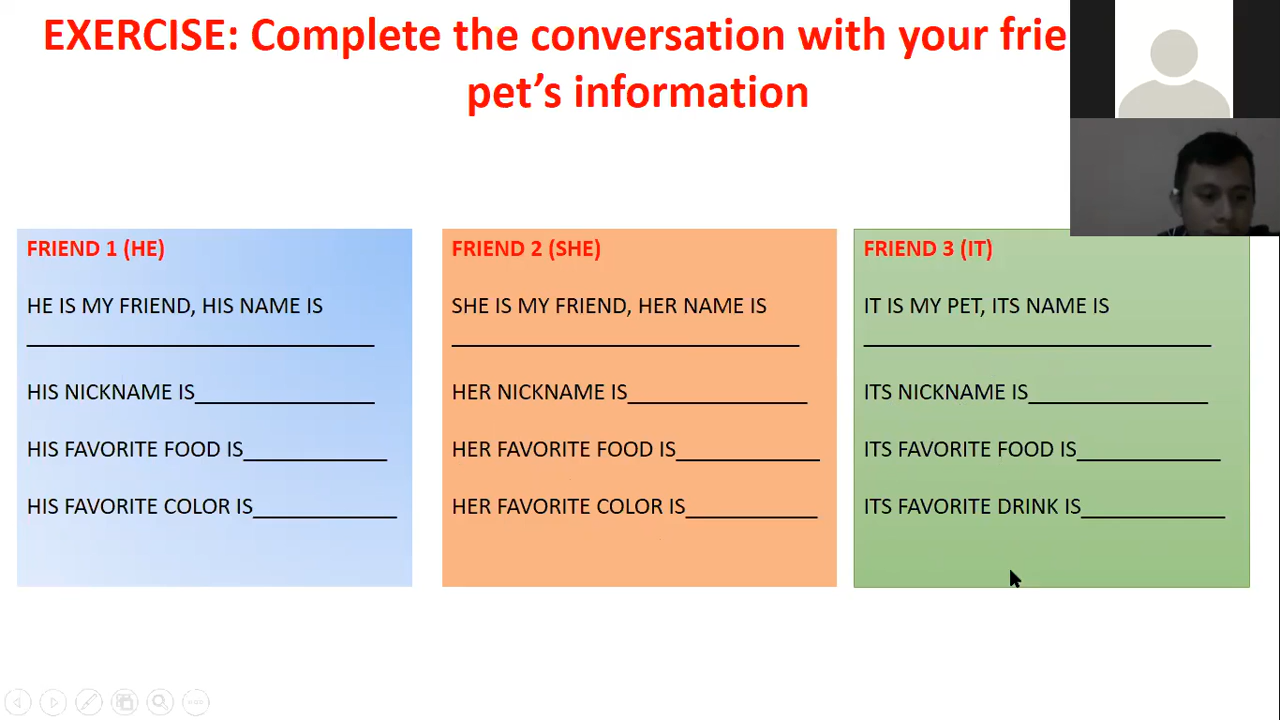 EXERCISE: Complete the conversation with your
pet’s information
FRIEND 1 (HE)
HE IS MY FRIEND, HIS NAME IS
HIS NICKNAME IS
HIS FAVORITE FOOD IS
HIS FAVORITE COLOR IS
FRIEND 2 (SHE)
SHE IS MY FRIEND, HER NAME IS
HER NICKNAME IS
HER FAVORITE FOOD IS
HER FAVORITE COLOR IS
FRIEND 3 (IT)
IT IS MY PET, ITS NAME IS
ITS NICKNAME IS
ITS FAVORITE FOOD IS
ITS FAVORITE DRINK IS